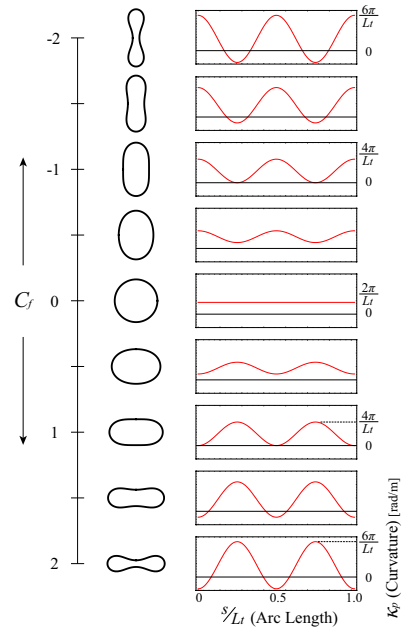 6π/Lt
-2
0
4π/Lt
-1
0
2π/Lt
Cf
0
0
4π/Lt
1
0
6π/Lt
2
0
0
0.5
1.0
s/Lt (Arc Length)
κp (Curvature) [rad/m]